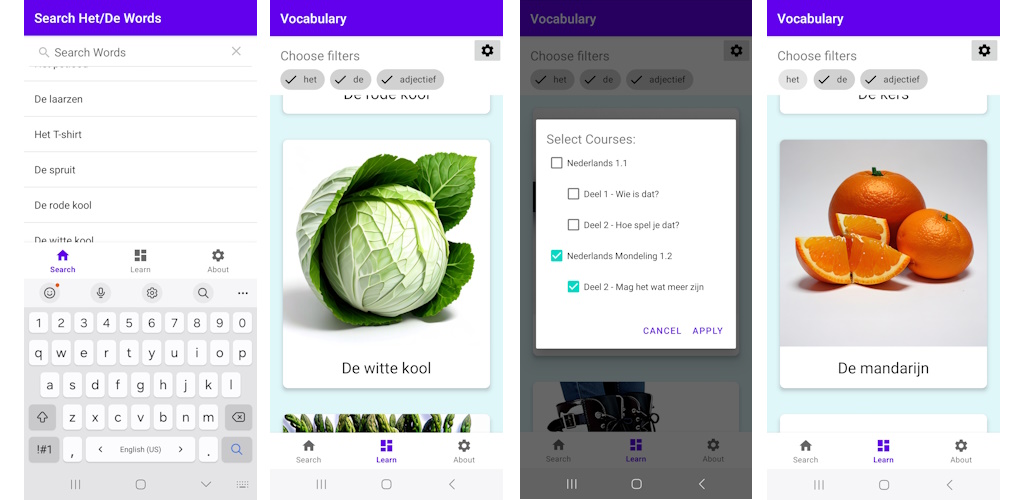 Search Het/De Words
Search Words
De laarzen
Het T-shirt
De spruit
De rode kool
De witte kool
Search
Learn
About
1 2 3 4 5 6 7 8 9 0
q w e r t y u i o p
a s d f g h j k l
z x c v b n m
!#1 , English (US) .
Vocabulary
Choose filters
het
de
adjectief
De rode kool
De witte kool
Search
Learn
About
Vocabulary
Choose filters
het
de
adjectief
Select Courses:
Nederlands 1.1
Deel 1 - Wie is dat?
Deel 2 - Hoe spel je dat?
Nederlands Mondeling 1.2
Deel 2 - Mag het wat meer zijn
CANCEL
APPLY
Search
Learn
About
Vocabulary
Choose filters
het
de
adjectief
De kers
De mandarijn
Search
Learn
About